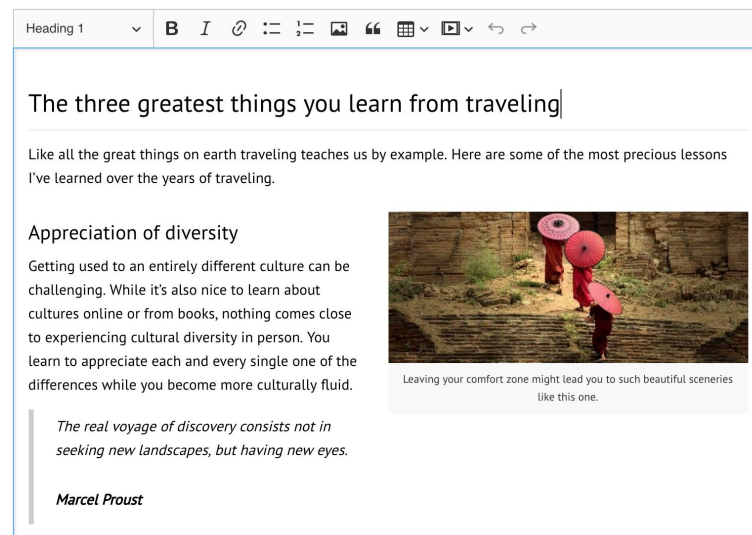 Heading 1
The three greatest things you learn from traveling
Like all the great things on earth traveling teaches us by example. Here are some of the most precious lessons
I’ve learned over the years of traveling.
Appreciation of diversity
Getting used to an entirely different culture can be
challenging. While it’s also nice to learn about
cultures online or from books, nothing comes close
to experiencing cultural diversity in person. You
learn to appreciate each and every single one of the
differences while you become more culturally fluid.
Leaving your comfort zone might lead you to such beautiful sceneries
like this one.
The real voyage of discovery consists not in
seeking new landscapes, but having new eyes.
Marcel Proust